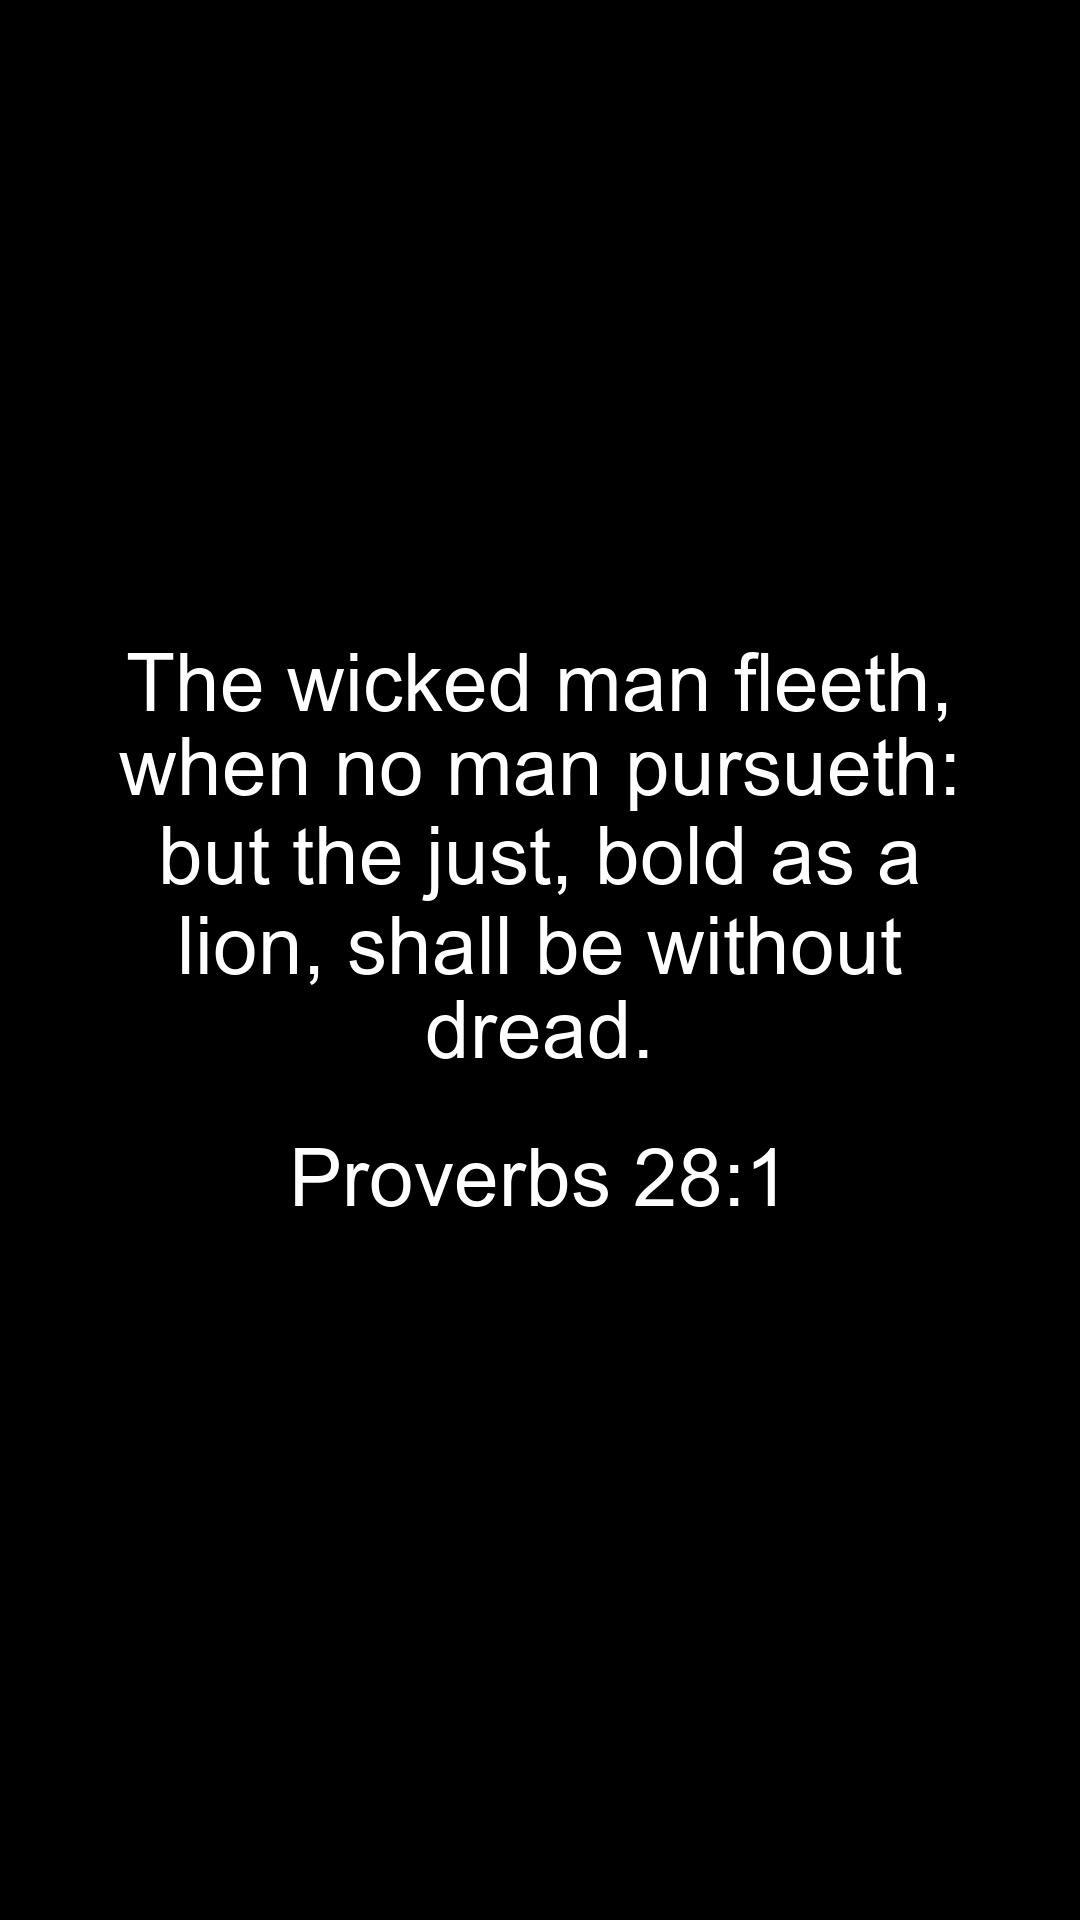 The wicked man fleeth,
when no man pursueth:
but the just, bold as a
lion, shall be without
dread.
Proverbs 28:1